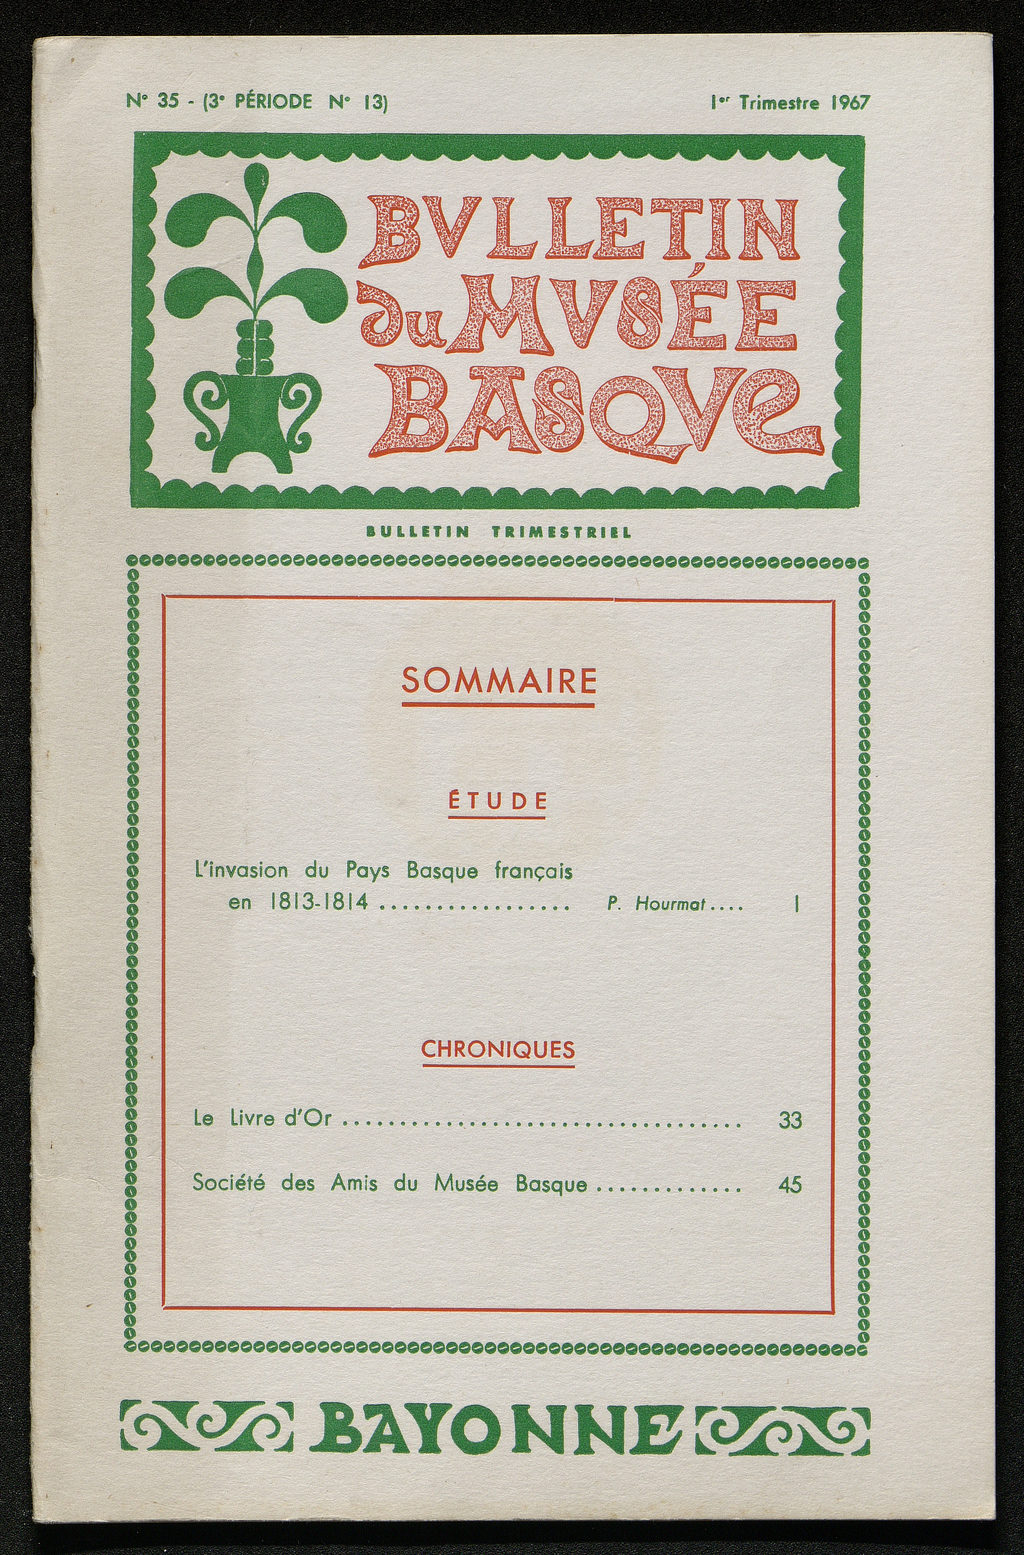 N° 35 - (3e PÉRIODE N° 13)
1er Trimestre 1967
BVLLETIN
du MVSÉE
BASQVe
BULLETIN TRIMESTRIEL
SOMMAIRE
ÉTUDE
L'invasion du Pays Basque français
en 1813-1814 ................. P. Hourmat.... 1
CHRONIQUES
Le Livre d'Or ................................... 33
Société des Amis du Musée Basque ............. 45
BAYONNE